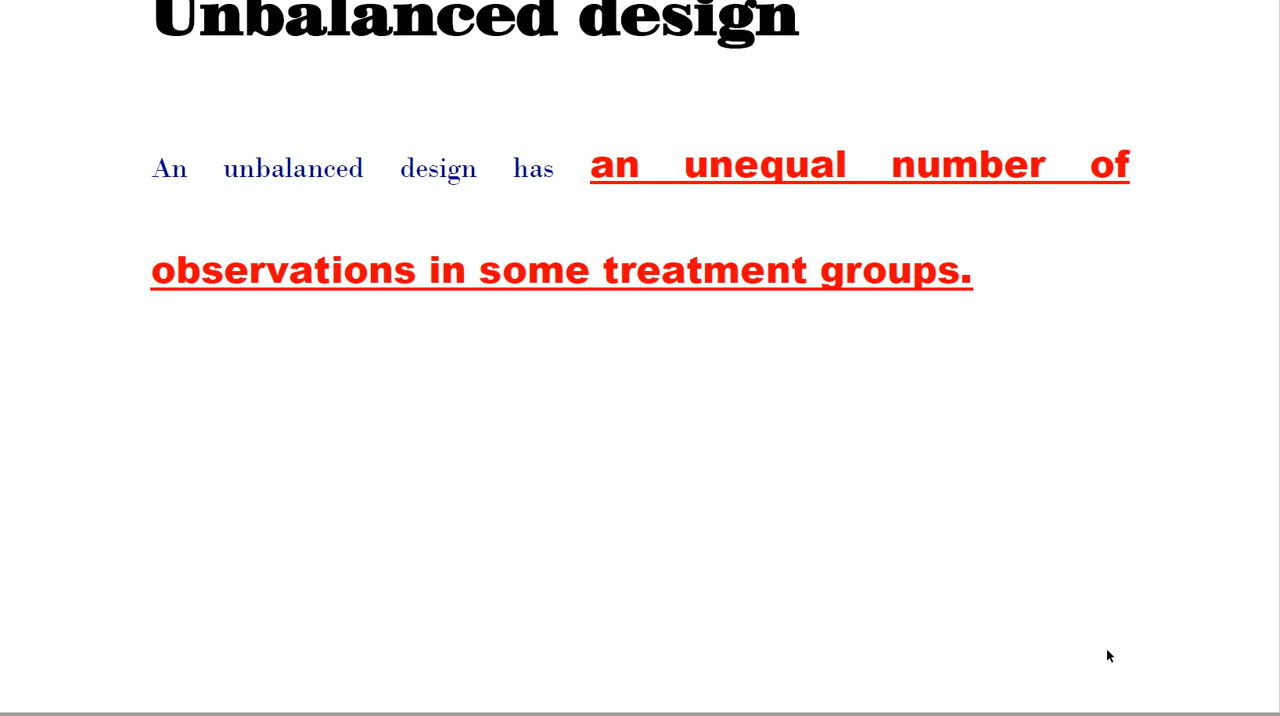 Unbalanced design
An unbalanced design has an unequal number of
observations in some treatment groups.